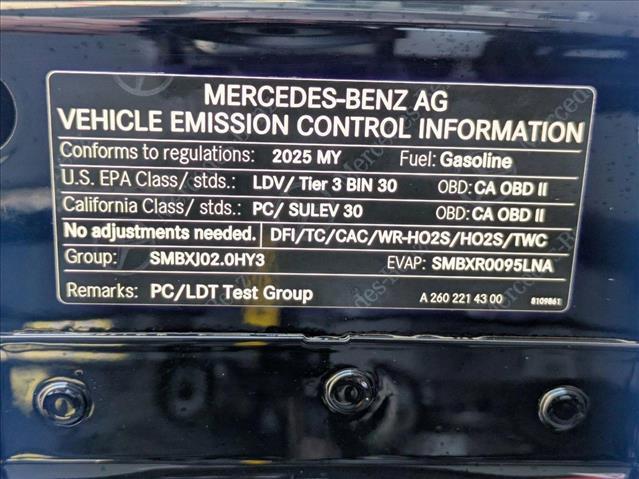 MERCEDES-BENZ AG
VEHICLE EMISSION CONTROL INFORMATION
Conforms to regulations: 2025 MY Fuel: Gasoline
U.S. EPA Class/ stds.: LDV/ Tier 3 BIN 30 OBD: CA OBD II
California Class/ stds.: PC/ SULEV 30 OBD: CA OBD II
No adjustments needed. DFI/TC/CAC/WR-HO2S/HO2S/TWC
Group: SMBXJ02.0HY3 EVAP: SMBXR0095LNA
Remarks: PC/LDT Test Group A 260 221 43 00 8109861